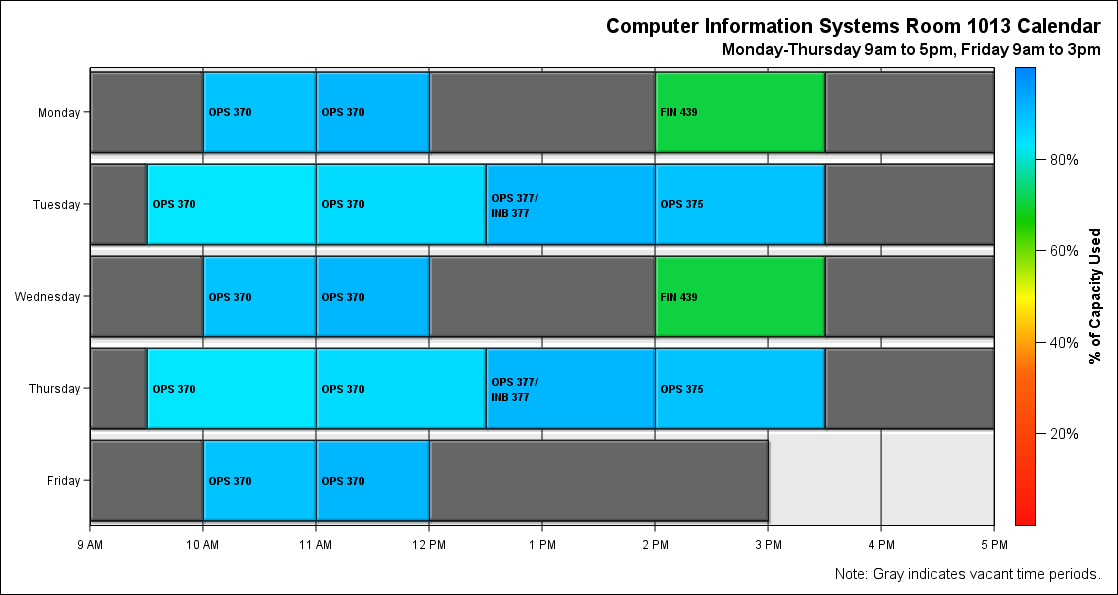 Computer Information Systems Room 1013 Calendar
Monday-Thursday 9am to 5pm, Friday 9am to 3pm
Monday
OPS 370
OPS 370
FIN 439
Tuesday
OPS 370
OPS 370
OPS 377/
INB 377
OPS 375
Wednesday
OPS 370
OPS 370
FIN 439
Thursday
OPS 370
OPS 370
OPS 377/
INB 377
OPS 375
Friday
OPS 370
OPS 370
9 AM
10 AM
11 AM
12 PM
1 PM
2 PM
3 PM
4 PM
5 PM
80%
60%
40%
20%
% of Capacity Used
Note: Gray indicates vacant time periods.